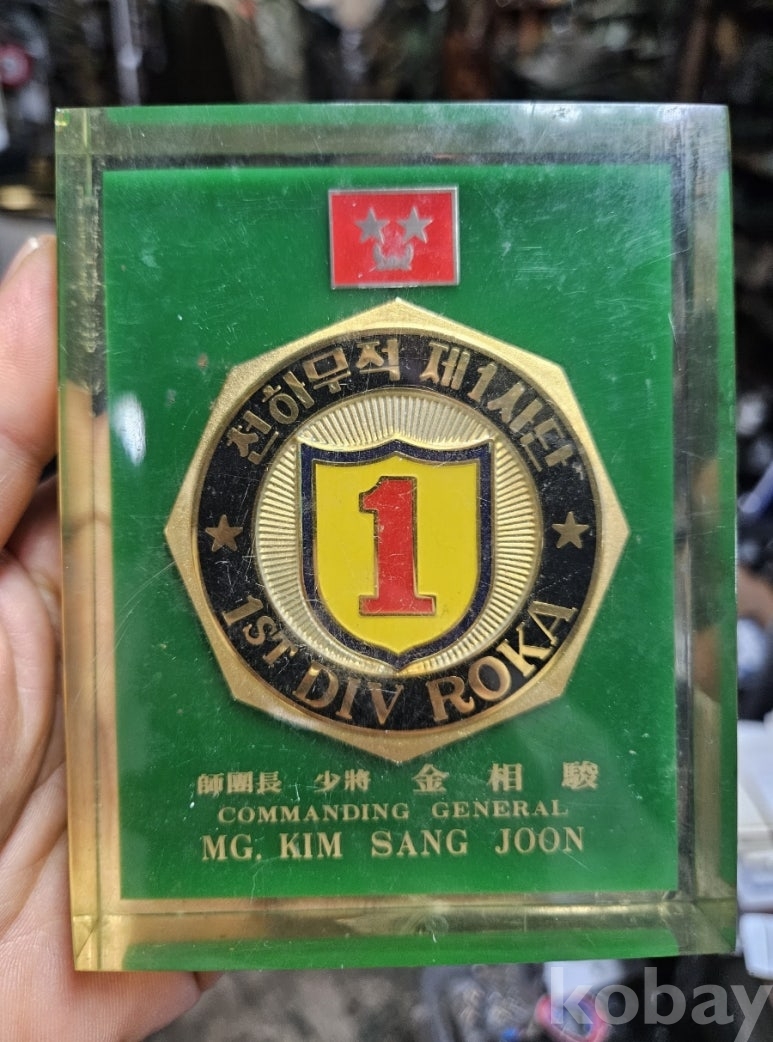 천하무적 제1사단
1
1ST DIV ROKA
師團長 少將 金 相 駿
COMMANDING GENERAL
MG. KIM SANG JOON
kobay